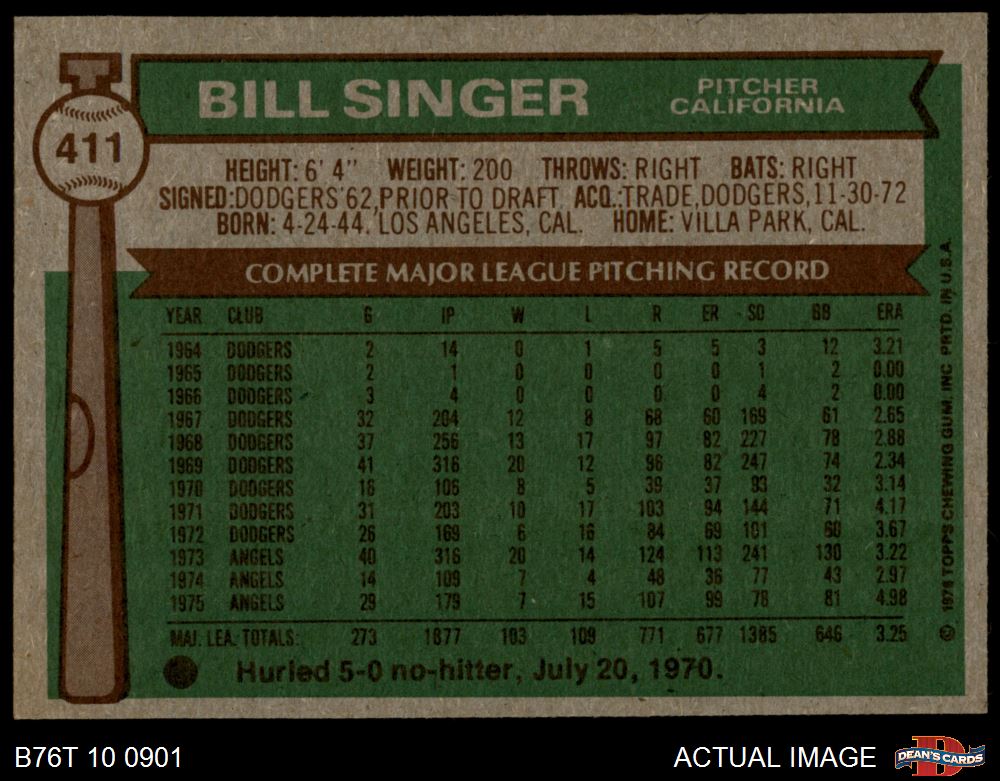 411
BILL SINGER
PITCHER
CALIFORNIA
HEIGHT: 6' 4" WEIGHT: 200 THROWS: RIGHT BATS: RIGHT
SIGNED: DODGERS '62, PRIOR TO DRAFT ACQ.: TRADE, DODGERS, 11-30-72
BORN: 4-24-44. LOS ANGELES, CAL. HOME: VILLA PARK, CAL.
COMPLETE MAJOR LEAGUE PITCHING RECORD
YEAR CLUB G IP W L R ER SO BB ERA
1964 DODGERS 2 14 0 1 5 5 3 12 3.21
1965 DODGERS 2 1 0 0 0 0 1 2 0.00
1966 DODGERS 3 4 0 0 0 0 4 2 0.00
1967 DODGERS 32 204 12 8 68 60 169 61 2.65
1968 DODGERS 37 256 13 17 97 82 227 78 2.88
1969 DODGERS 41 316 20 12 96 82 247 74 2.34
1970 DODGERS 16 106 8 5 39 37 93 32 3.14
1971 DODGERS 31 203 10 17 103 94 144 71 4.17
1972 DODGERS 26 169 6 16 84 69 101 60 3.67
1973 ANGELS 40 316 20 14 124 113 241 130 3.22
1974 ANGELS 14 109 7 4 48 36 77 43 2.97
1975 ANGELS 29 179 7 15 107 99 78 81 4.98
MAJ. LEA. TOTALS: 273 1877 103 109 771 677 1385 646 3.25
Hurled 5-0 no-hitter, July 20, 1970.
© 1976 TOPPS CHEWING GUM, INC PRTD. IN U.S.A.
B76T 10 0901
ACTUAL IMAGE
D
DEAN'S CARDS